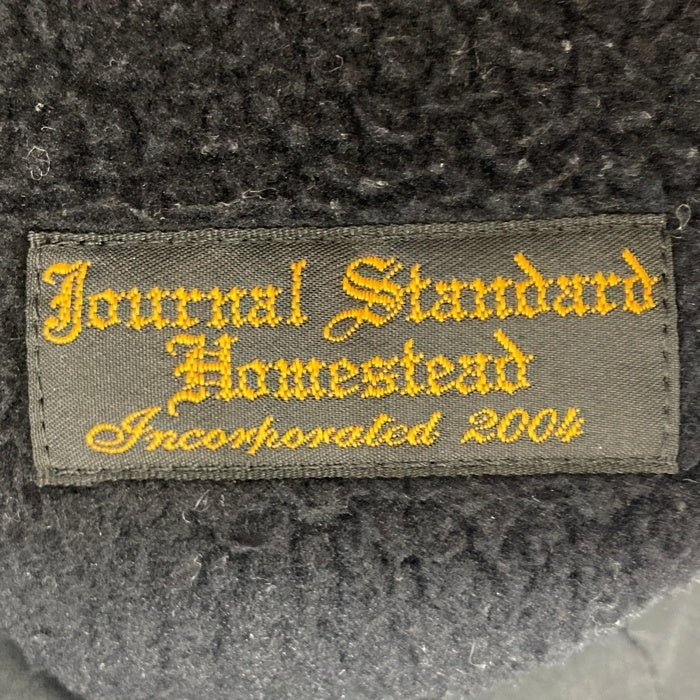 Journal Standard
Homestead
Incorporated 2004